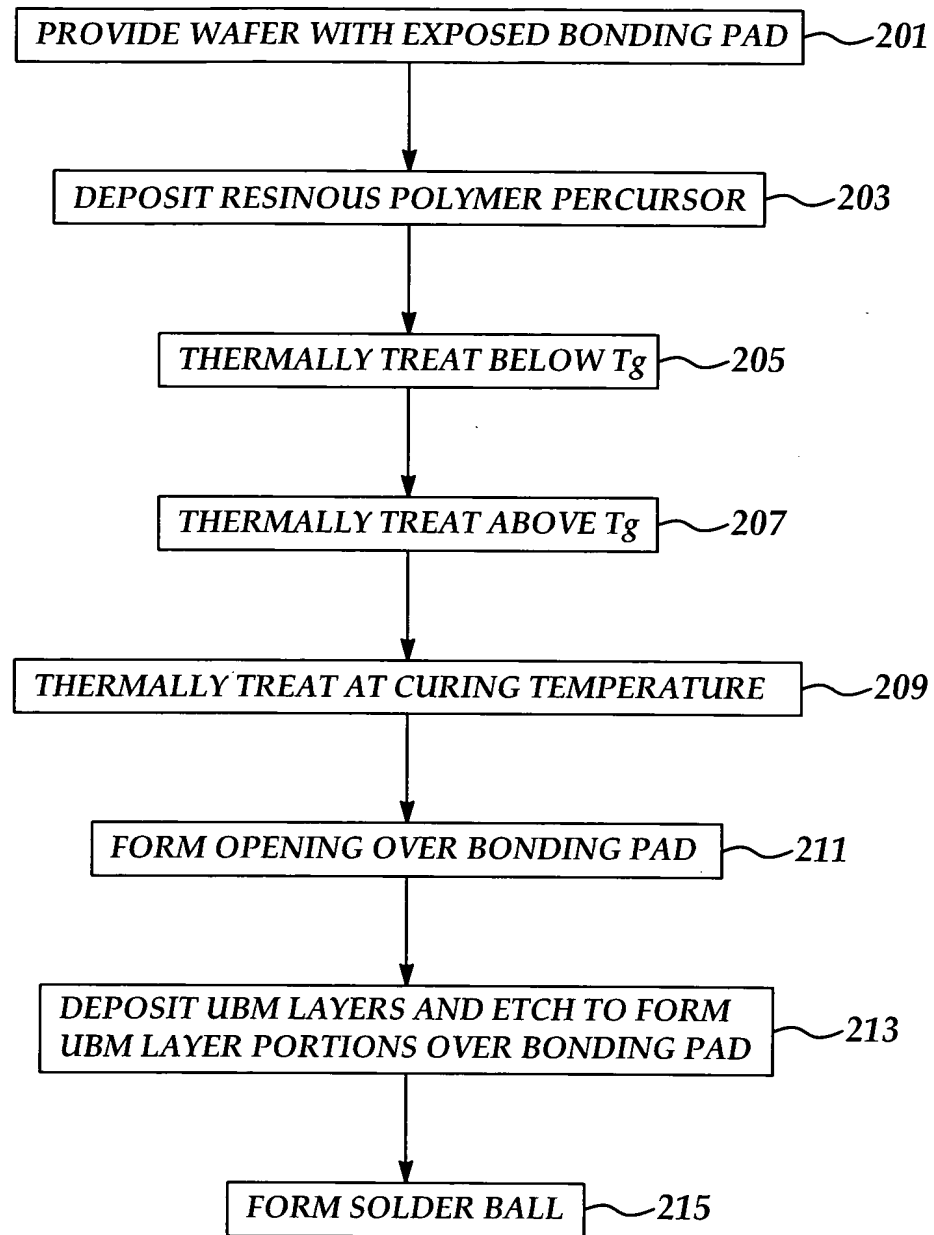 PROVIDE WAFER WITH EXPOSED BONDING PAD 201
DEPOSIT RESINOUS POLYMER PERCURSOR 203
THERMALLY TREAT BELOW Tg 205
THERMALLY TREAT ABOVE Tg 207
THERMALLY TREAT AT CURING TEMPERATURE 209
FORM OPENING OVER BONDING PAD 211
DEPOSIT UBM LAYERS AND ETCH TO FORM
UBM LAYER PORTIONS OVER BONDING PAD 213
FORM SOLDER BALL 215